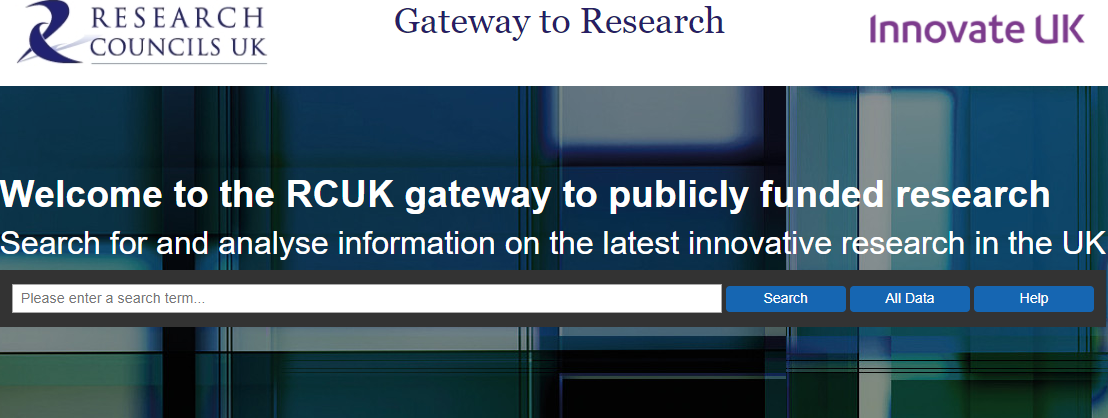 RESEARCH
COUNCILS UK
Gateway to Research
Innovate UK
Welcome to the RCUK gateway to publicly funded research
Search for and analyse information on the latest innovative research in the UK
Please enter a search term...
Search
All Data
Help